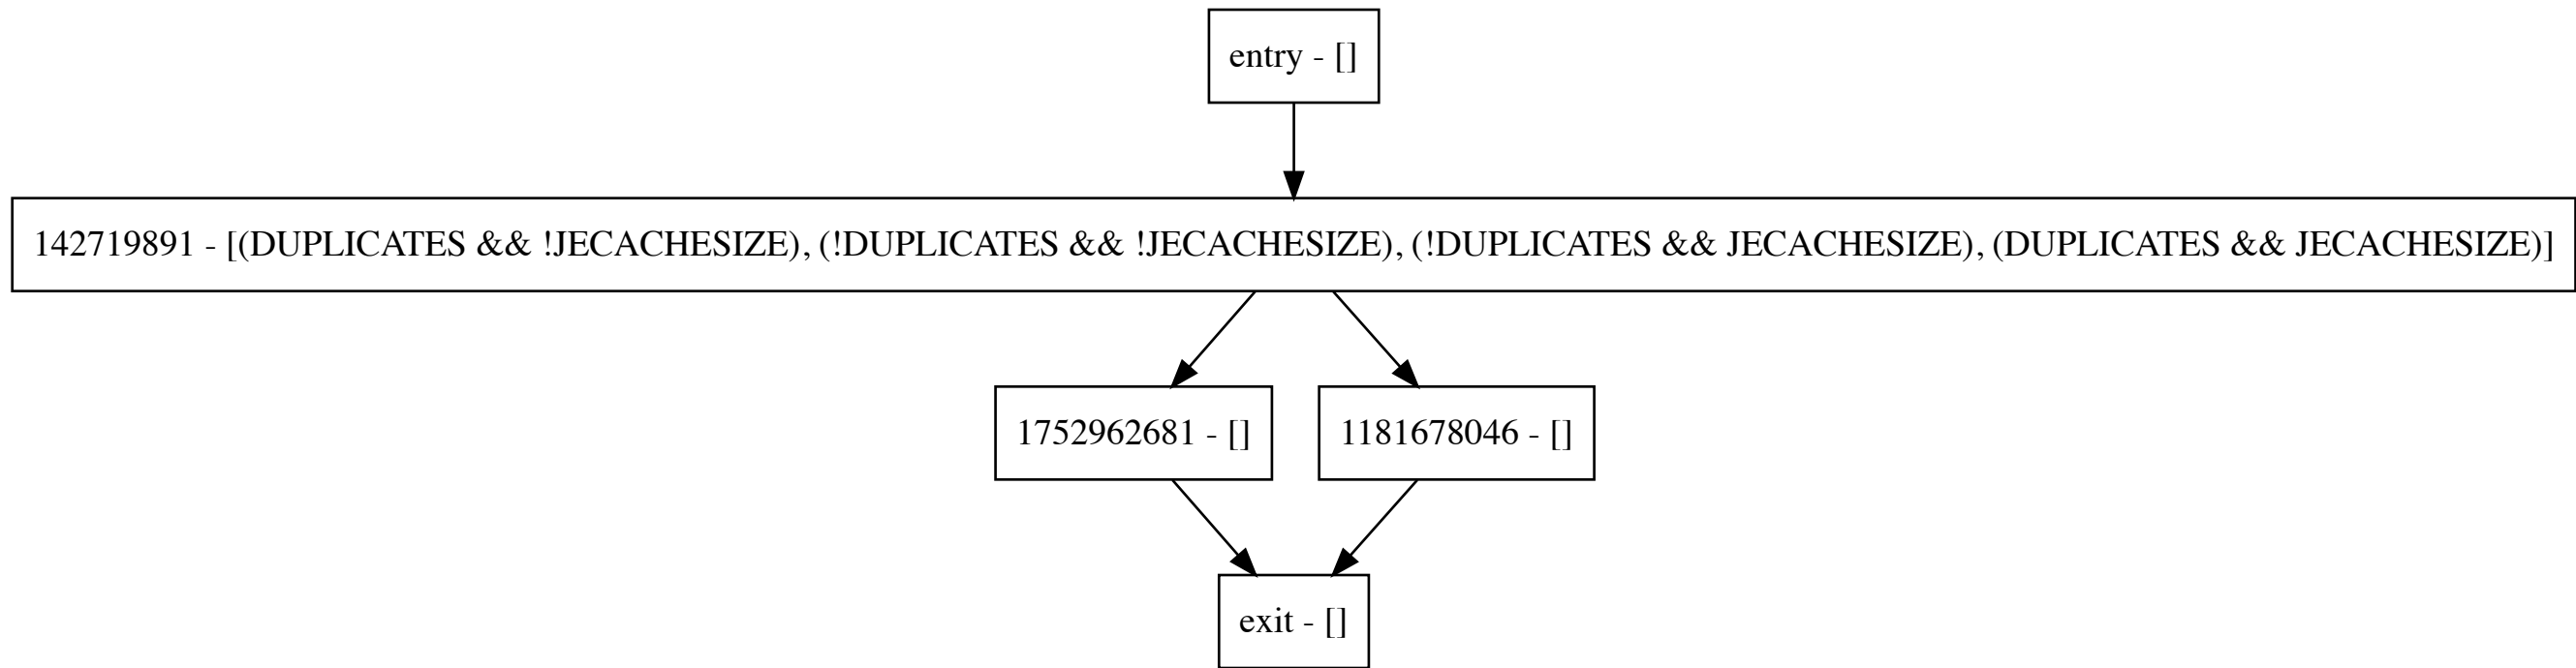 entry - []
142719891 - [(DUPLICATES && !JECACHESIZE), (!DUPLICATES && !JECACHESIZE), (!DUPLICATES && JECACHESIZE), (DUPLICATES && JECACHESIZE)]
1752962681 - []
1181678046 - []
exit - []